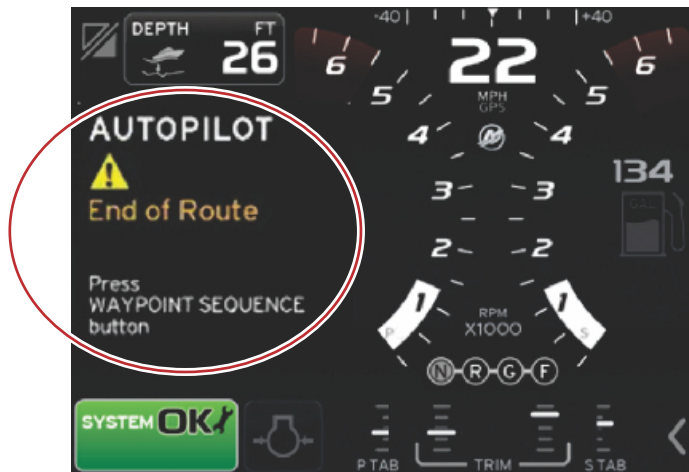 DEPTH FT
26
-40 +40
22
MPH
GPS
6 6
5 5
4 4
3 3
2 2
1 1
RPM
X1000
P S
N R G F
134
GAL
AUTOPILOT
End of Route
Press
WAYPOINT SEQUENCE
button
SYSTEM OK
P TAB TRIM S TAB